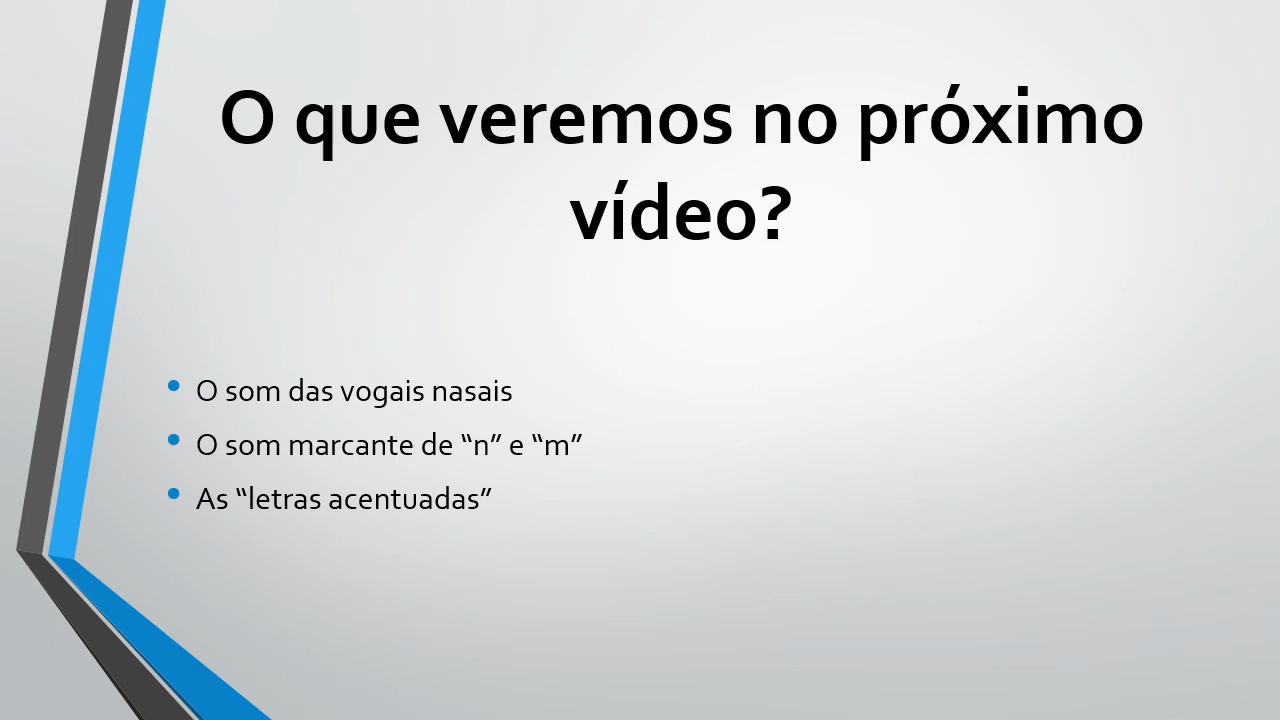 O que veremos no próximo
vídeo?
• O som das vogais nasais
• O som marcante de “n” e “m”
• As “letras acentuadas”